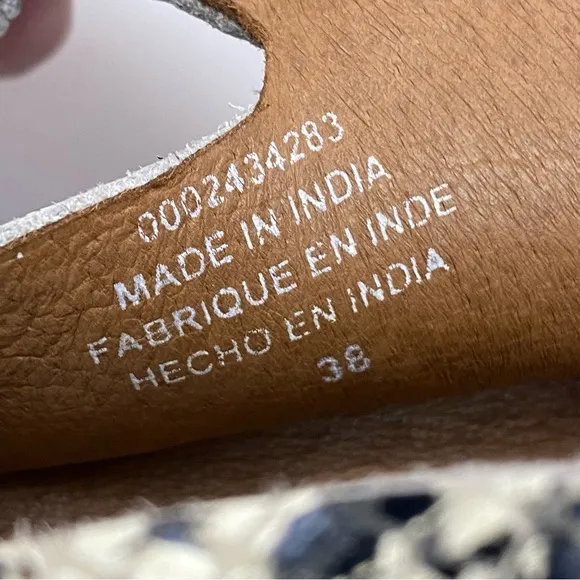 0002434283
MADE IN INDIA
FABRIQUE EN INDE
HECHO EN INDIA
38